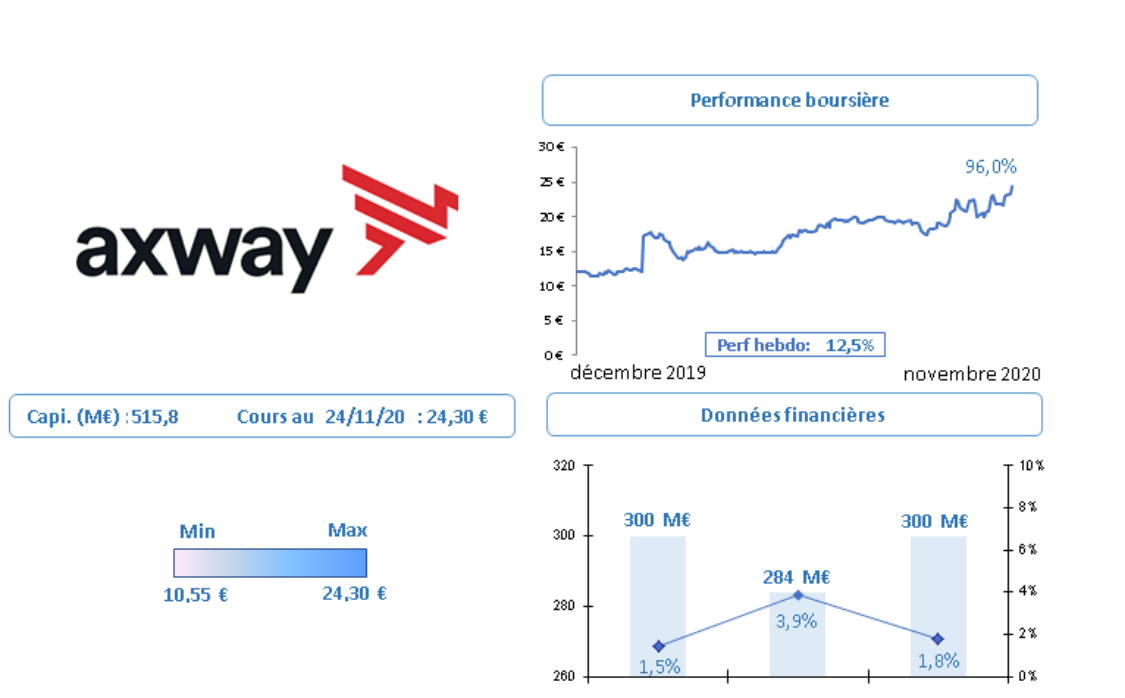 axway
Capi. (M€) : 515,8 Cours au 24/11/20 : 24,30 €
Min Max
10,55 € 24,30 €
Performance boursière
30 €
25 €
20 €
15 €
10 €
5 €
0 €
96,0%
Perf hebdo: 12,5%
décembre 2019 novembre 2020
Données financières
320
300
280
260
10%
8%
6%
4%
2%
0%
300 M€
284 M€
300 M€
1,5%
3,9%
1,8%